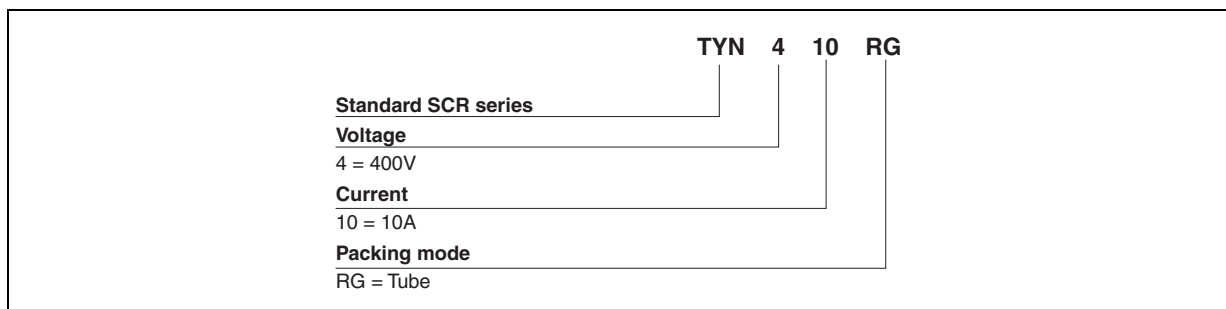 TYN 4 10 RG
Standard SCR series
Voltage
4 = 400V
Current
10 = 10A
Packing mode
RG = Tube